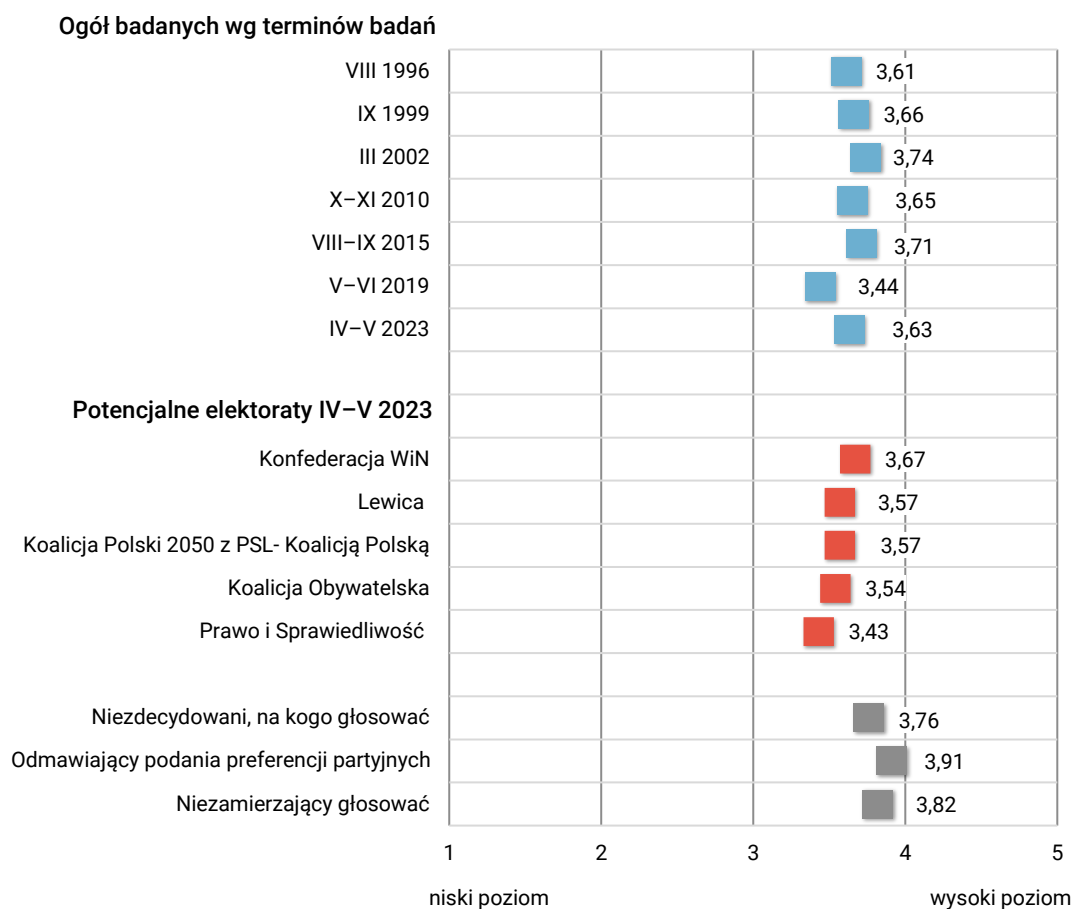 Ogół badanych wg terminów badań
VIII 1996 3,61
IX 1999 3,66
III 2002 3,74
X–XI 2010 3,65
VIII–IX 2015 3,71
V–VI 2019 3,44
IV–V 2023 3,63
Potencjalne elektoraty IV–V 2023
Konfederacja WiN 3,67
Lewica 3,57
Koalicja Polski 2050 z PSL- Koalicją Polską 3,57
Koalicja Obywatelska 3,54
Prawo i Sprawiedliwość 3,43
Niezdecydowani, na kogo głosować 3,76
Odmawiający podania preferencji partyjnych 3,91
Niezamierzający głosować 3,82
1 2 3 4 5
niski poziom wysoki poziom